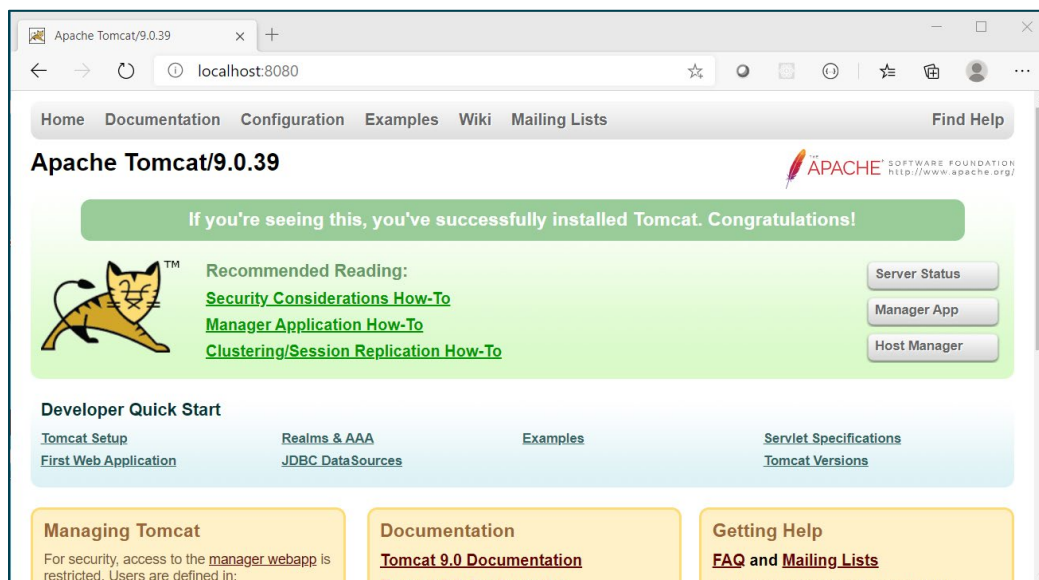 Apache Tomcat/9.0.39
localhost:8080
Home Documentation Configuration Examples Wiki Mailing Lists Find Help
Apache Tomcat/9.0.39
THE APACHE® SOFTWARE FOUNDATION
http://www.apache.org/
If you're seeing this, you've successfully installed Tomcat. Congratulations!
TM
Recommended Reading:
Security Considerations How-To
Manager Application How-To
Clustering/Session Replication How-To
Server Status
Manager App
Host Manager
Developer Quick Start
Tomcat Setup
First Web Application
Realms & AAA
JDBC DataSources
Examples
Servlet Specifications
Tomcat Versions
Managing Tomcat
For security, access to the manager webapp is
restricted. Users are defined in:
Documentation
Tomcat 9.0 Documentation
Getting Help
FAQ and Mailing Lists